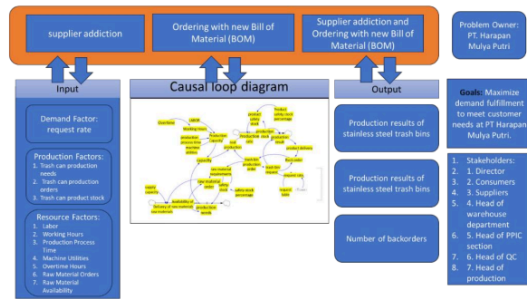 supplier addiction
Ordering with new Bill of
Material (BOM)
Supplier addiction and
Ordering with new Bill of
Material (BOM)
Problem Owner:
PT. Harapan
Mulya Putri
Input
Demand Factor:
request rate
Production Factors:
1. Trash can production
needs
2. Trash can production
orders
3. Trash can product stock
Resource Factors:
1. Labor
2. Working Hours
3. Production Process
Time
4. Machine Utilities
5. Overtime Hours
6. Raw Material Orders
7. Raw Material
Availability
Causal loop diagram
Output
Production results of
stainless steel trash bins
Production results of
stainless steel trash bins
Number of backorders
Goals: Maximize
demand fulfillment
to meet customer
needs at PT Harapan
Mulya Putri.
1. Stakeholders:
2. 1. Director
3. 2. Consumers
4. 3. Suppliers
5. 4. Head of
warehouse
department
6. 5. Head of PPIC
section
7. 6. Head of QC
8. 7. Head of
production